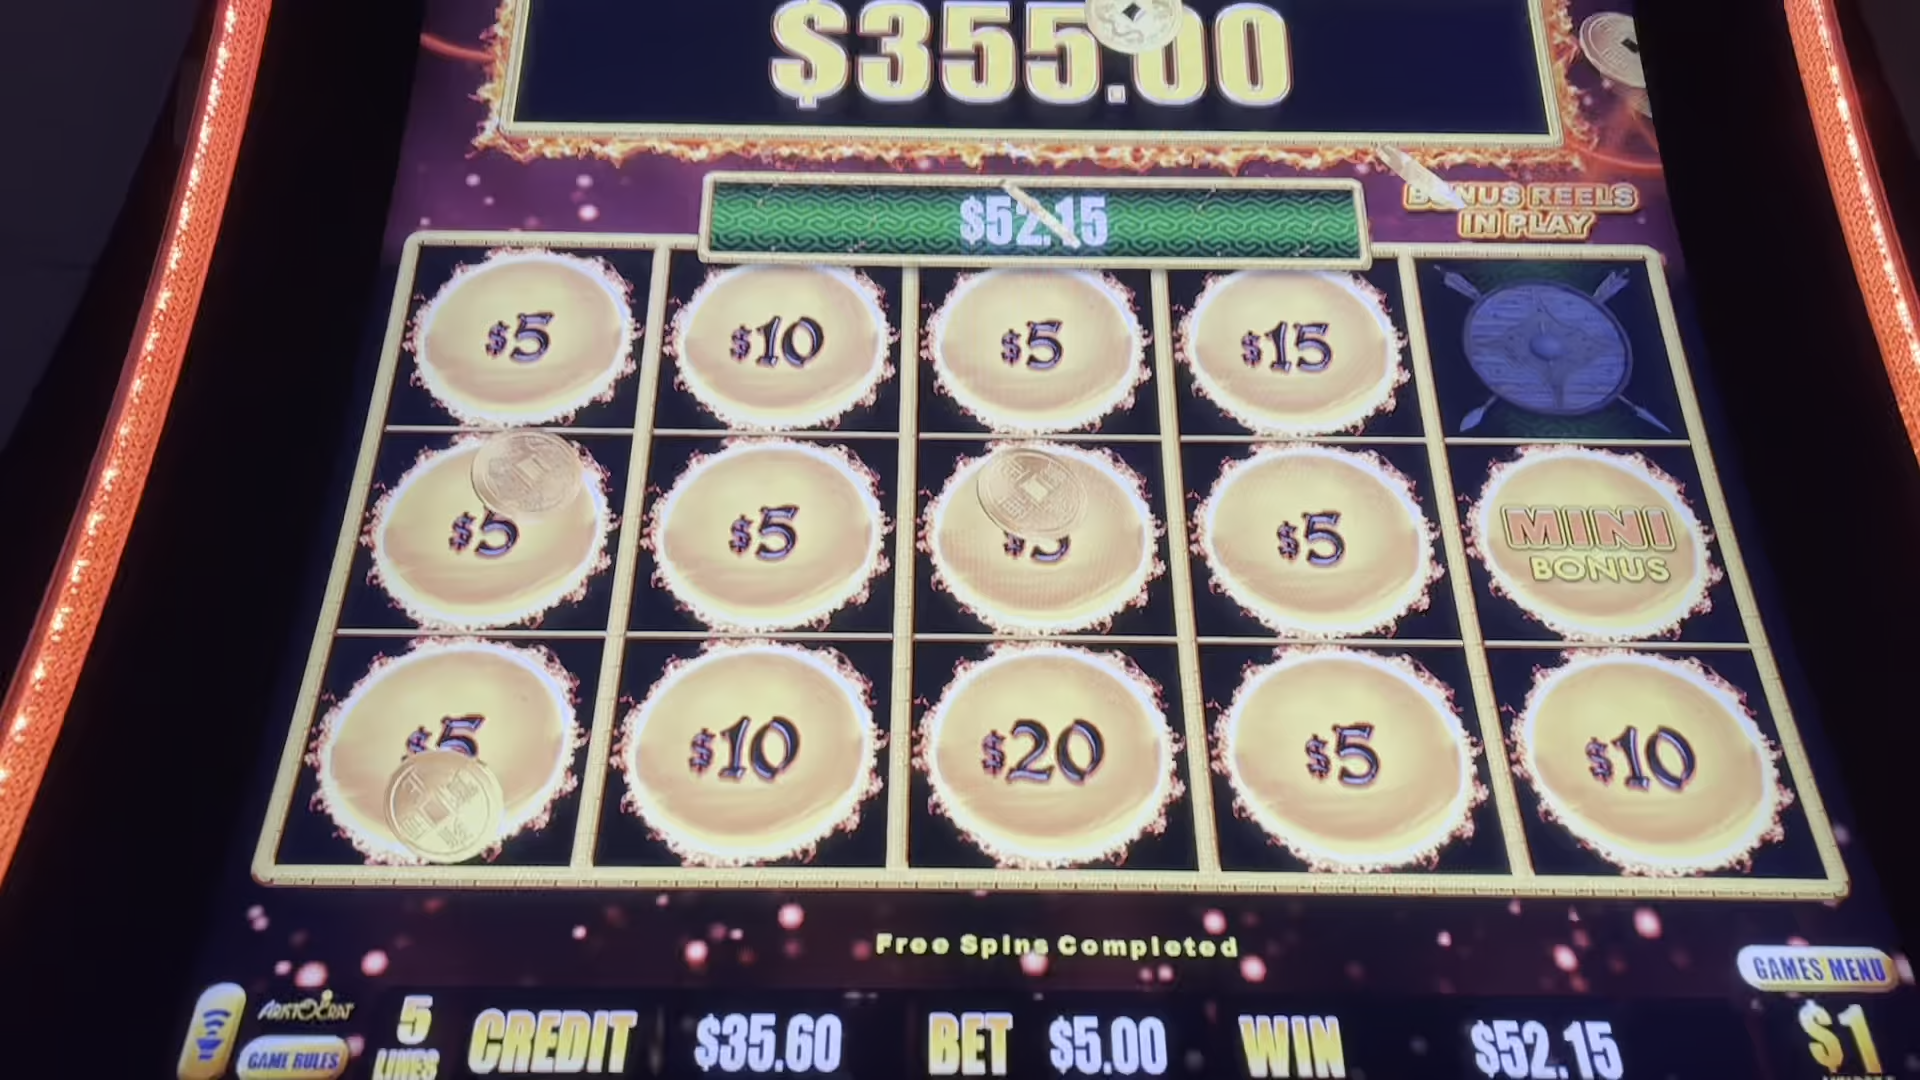 $355.00
$52.15
BONUS REELS
IN PLAY
$5 $10 $5 $15
$5 $5 $5 $5 MINI
BONUS
$5 $10 $20 $5 $10
Free Spins Completed
GAMES MENU
ARISTOCRAT
GAME RULES
5
LINES
CREDIT $35.60 BET $5.00 WIN $52.15 $1